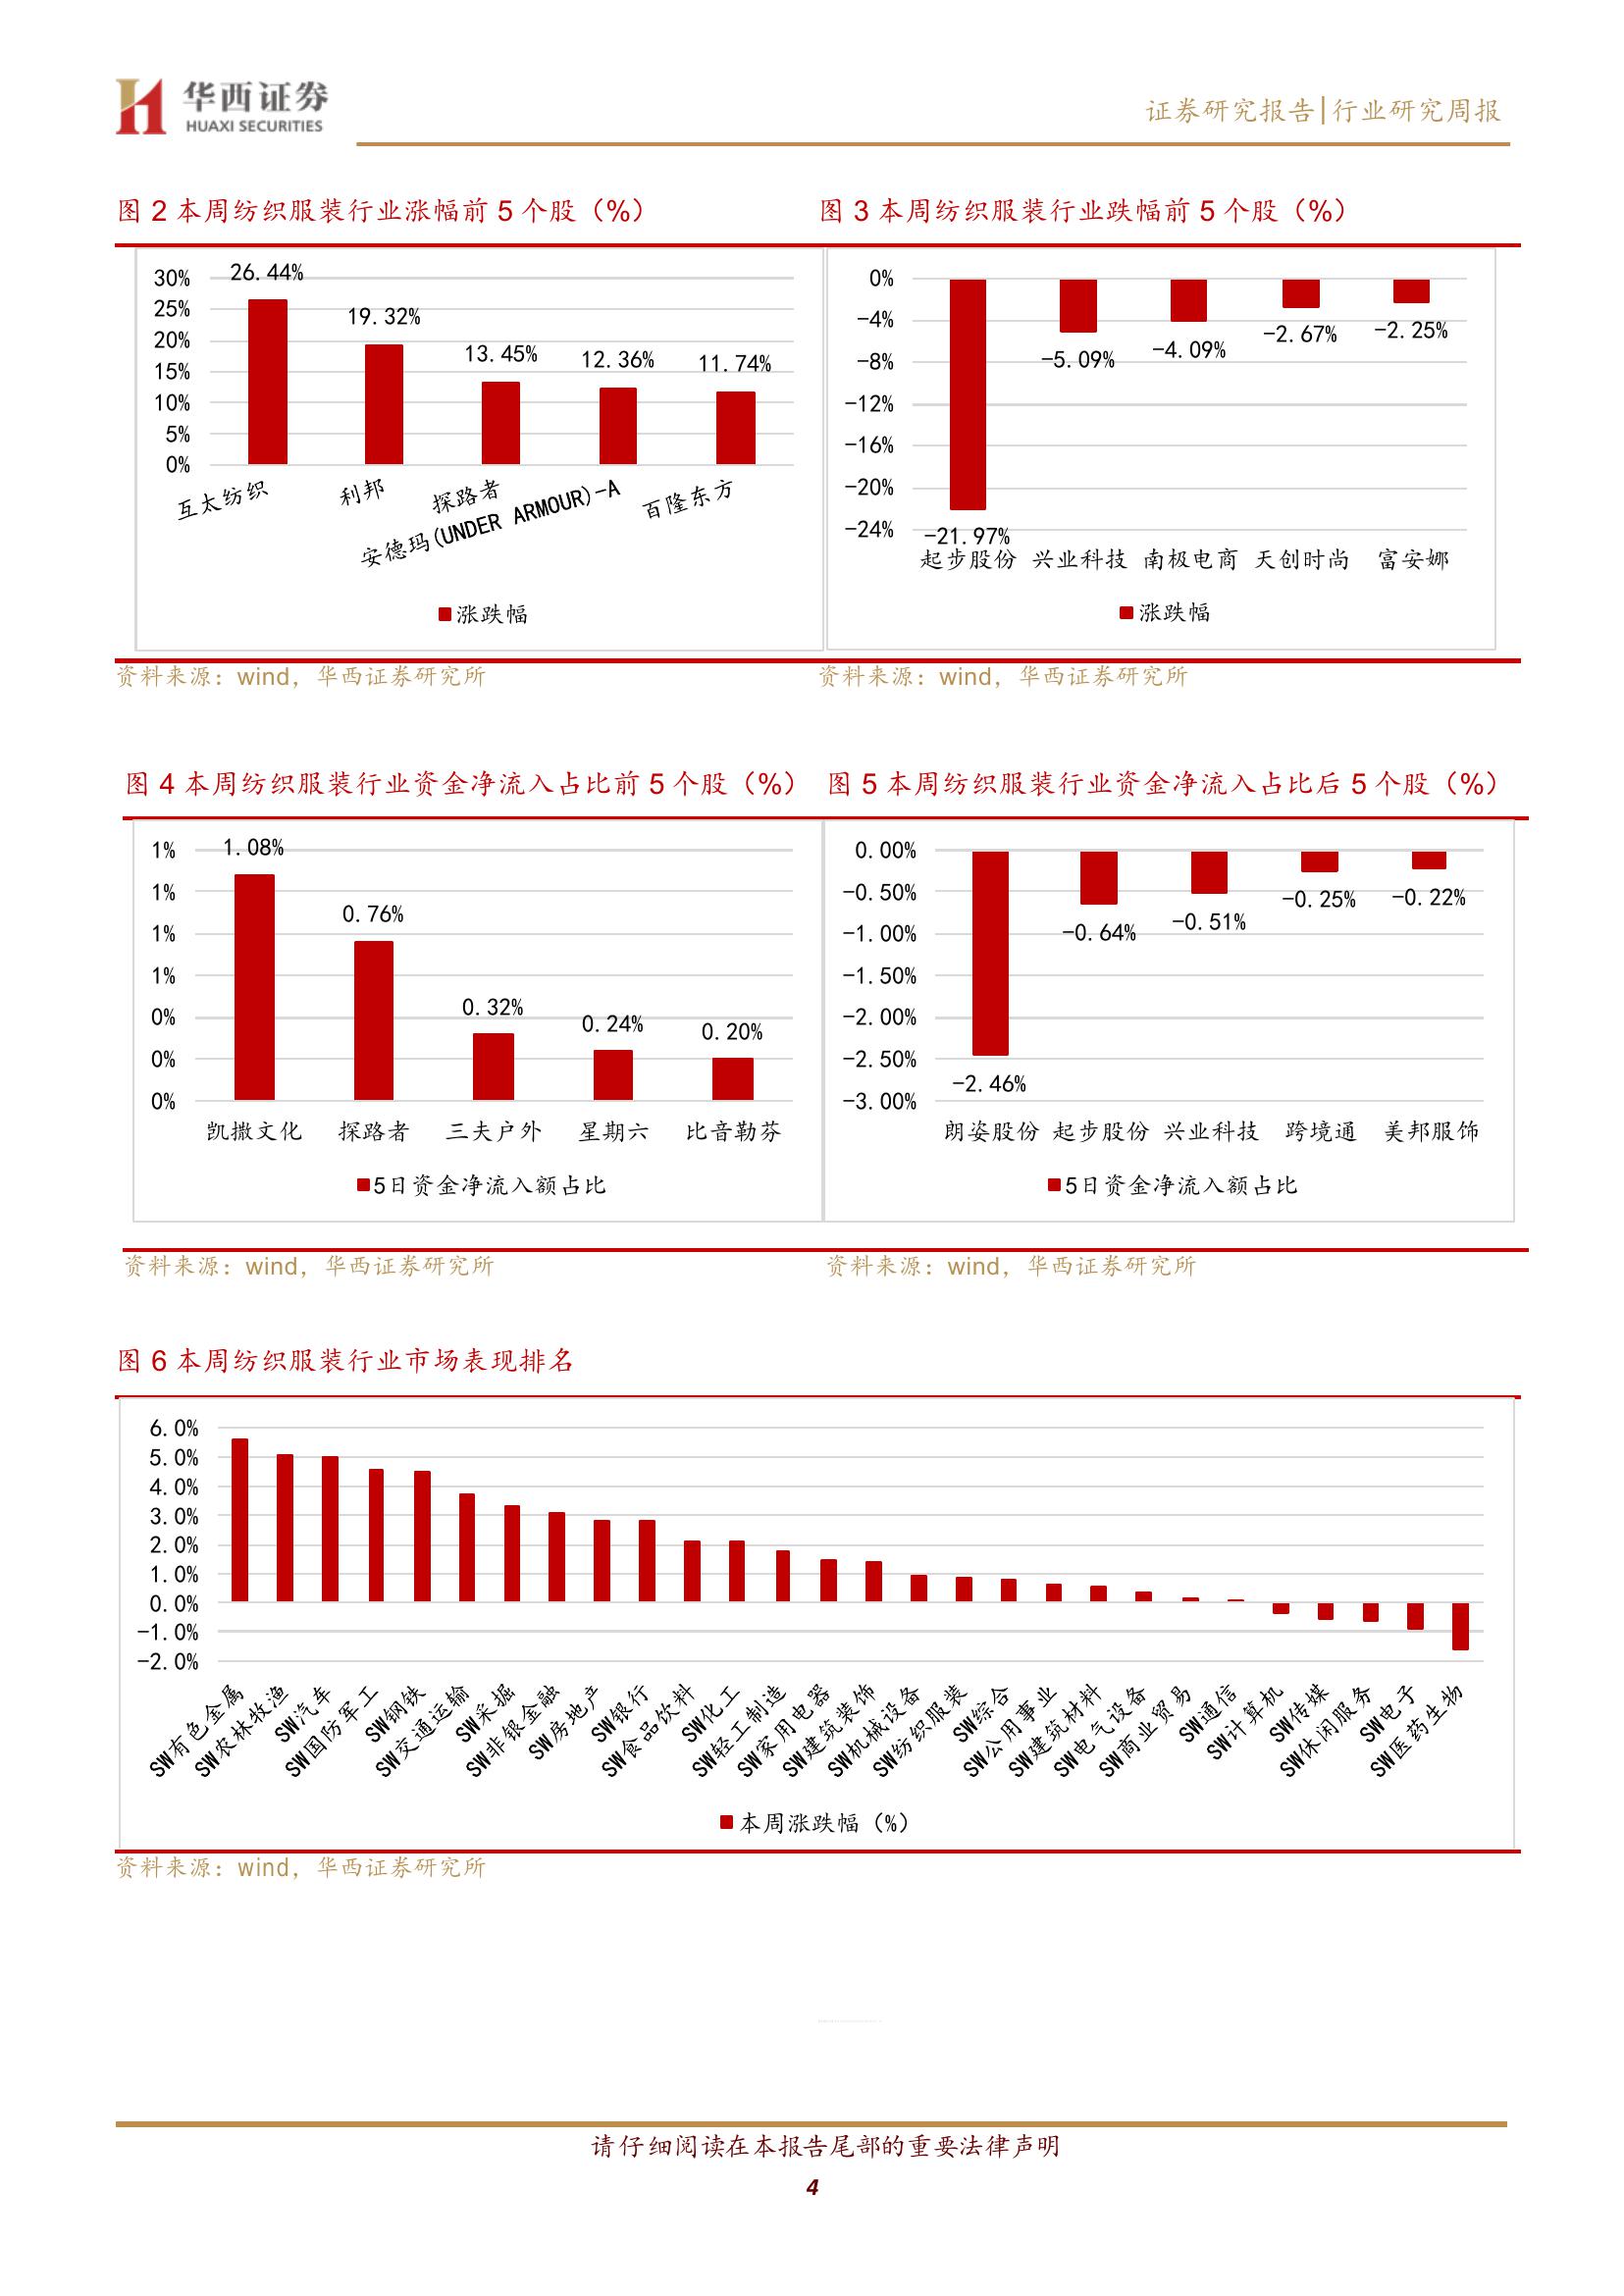 华西证券
HUAXI SECURITIES
证券研究报告|行业研究周报
图 2 本周纺织服装行业涨幅前 5 个股（%）
30%
25%
20%
15%
10%
5%
0%
26.44%
19.32%
13.45%
12.36%
11.74%
互太纺织
利邦
探路者
安德玛(UNDER ARMOUR)-A
百隆东方
涨跌幅
资料来源：wind，华西证券研究所
图 3 本周纺织服装行业跌幅前 5 个股（%）
0%
-4%
-8%
-12%
-16%
-20%
-24%
-21.97%
-5.09%
-4.09%
-2.67%
-2.25%
起步股份 兴业科技 南极电商 天创时尚 富安娜
涨跌幅
资料来源：wind，华西证券研究所
图 4 本周纺织服装行业资金净流入占比前 5 个股（%）
1%
1%
1%
1%
0%
0%
0%
1.08%
0.76%
0.32%
0.24%
0.20%
凯撒文化 探路者 三夫户外 星期六 比音勒芬
5日资金净流入额占比
资料来源：wind，华西证券研究所
图 5 本周纺织服装行业资金净流入占比后 5 个股（%）
0.00%
-0.50%
-1.00%
-1.50%
-2.00%
-2.50%
-3.00%
-2.46%
-0.64%
-0.51%
-0.25%
-0.22%
朗姿股份 起步股份 兴业科技 跨境通 美邦服饰
5日资金净流入额占比
资料来源：wind，华西证券研究所
图 6 本周纺织服装行业市场表现排名
6.0%
5.0%
4.0%
3.0%
2.0%
1.0%
0.0%
-1.0%
-2.0%
SW有色金属
SW农林牧渔
SW汽车
SW国防军工
SW钢铁
SW交通运输
SW采掘
SW非银金融
SW房地产
SW银行
SW食品饮料
SW化工
SW轻工制造
SW家用电器
SW建筑装饰
SW机械设备
SW纺织服装
SW综合
SW公用事业
SW建筑材料
SW电气设备
SW商业贸易
SW通信
SW计算机
SW传媒
SW休闲服务
SW电子
SW医药生物
本周涨跌幅（%）
资料来源：wind，华西证券研究所
请仔细阅读在本报告尾部的重要法律声明
4